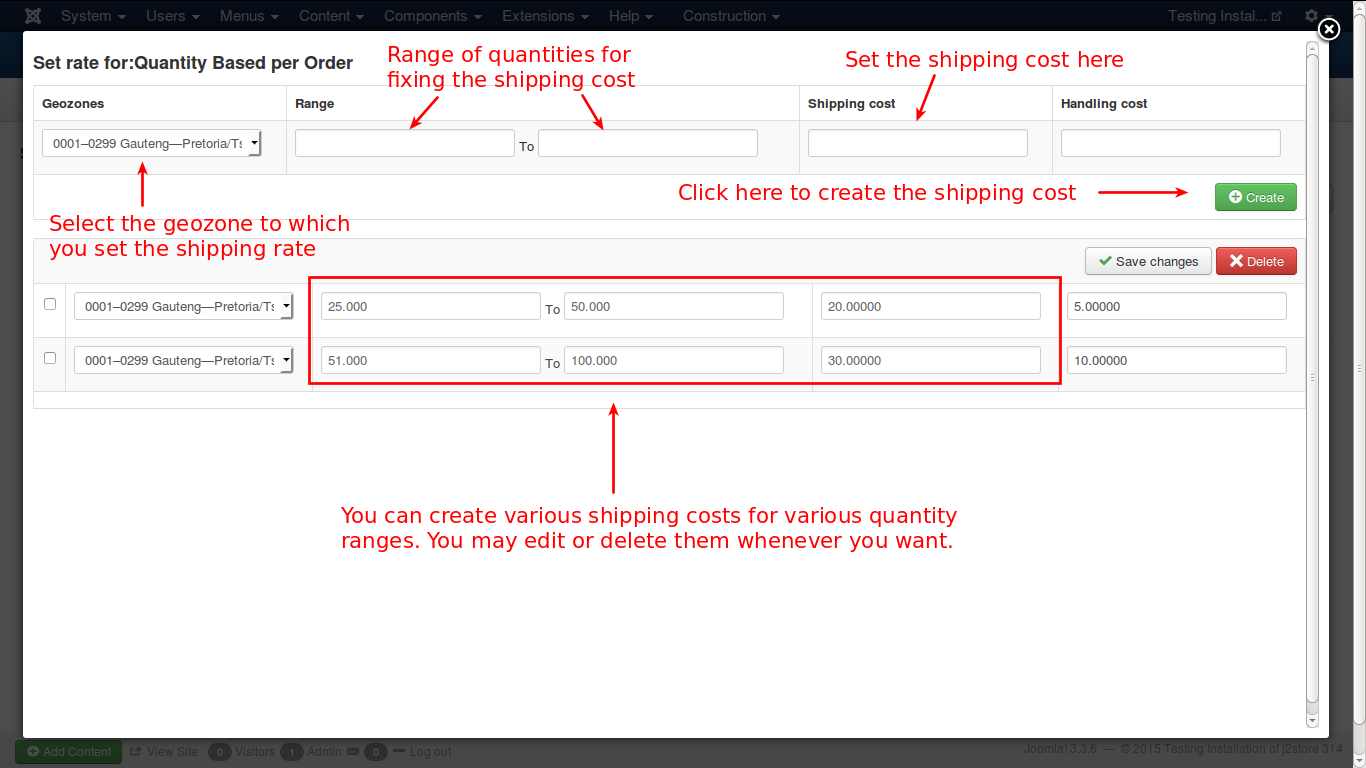 System Users Menus Content Components Extensions Help Construction Testing Instal...
Set rate for:Quantity Based per Order
Range of quantities for
fixing the shipping cost
Set the shipping cost here
Geozones Range Shipping cost Handling cost
0001–0299 Gauteng—Pretoria/Ts To
Click here to create the shipping cost
Create
Select the geozone to which
you set the shipping rate
Save changes Delete
0001–0299 Gauteng—Pretoria/Ts 25.000 To 50.000 20.00000 5.00000
0001–0299 Gauteng—Pretoria/Ts 51.000 To 100.000 30.00000 10.00000
You can create various shipping costs for various quantity
ranges. You may edit or delete them whenever you want.
Add Content View Site 0 Visitors 1 Admin 0 Log out Joomla! 3.3.6 — © 2015 Testing Installation of j2store 314